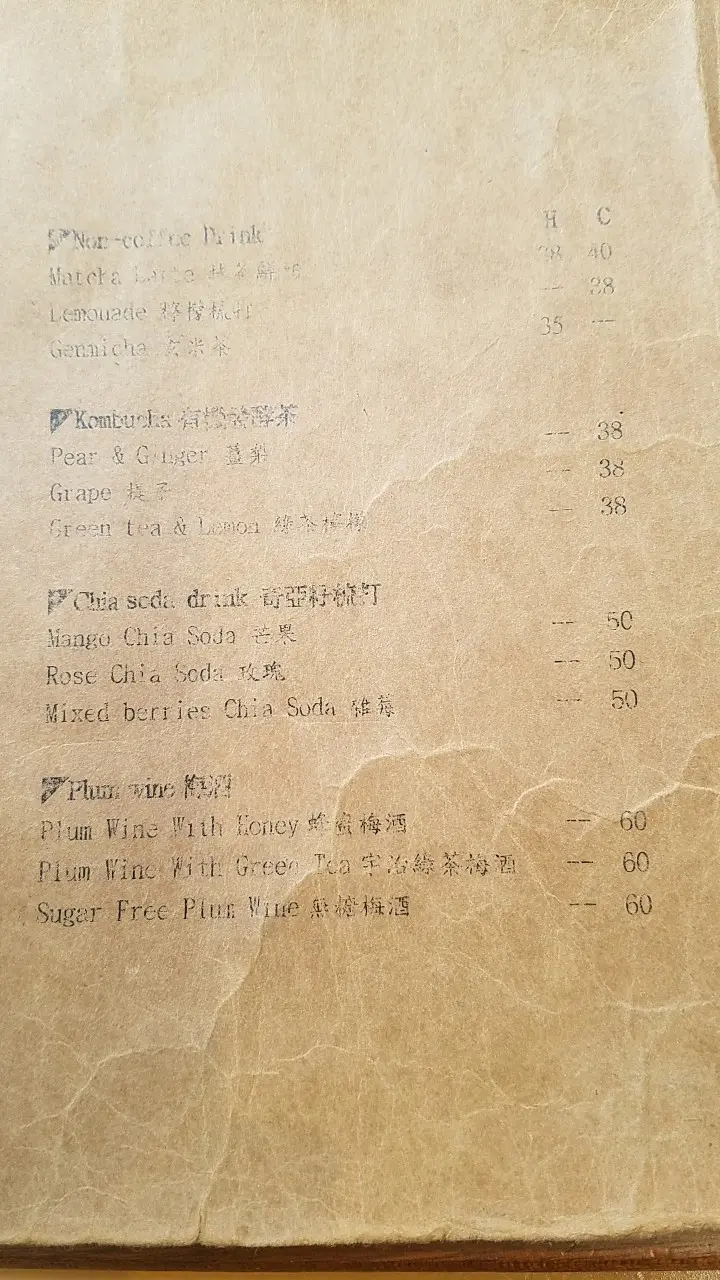 H C
Non-coffee Drink
Matcha Latte 抹茶鮮奶 38 40
Lemonade 檸檬梳打 -- 38
Genmicha 玄米茶 35 --
Kombucha 有機發酵茶
Pear & Ginger 薑梨 -- 38
Grape 提子 -- 38
Green tea & Lemon 綠茶檸檬 -- 38
Chia soda drink 奇亞籽梳打
Mango Chia Soda 芒果 -- 50
Rose Chia Soda 玫瑰 -- 50
Mixed berries Chia Soda 雜莓 -- 50
Plum wine 梅酒
Plum Wine With Honey 蜂蜜梅酒 -- 60
Plum Wine With Green Tea 宇治綠茶梅酒 -- 60
Sugar Free Plum Wine 無糖梅酒 -- 60